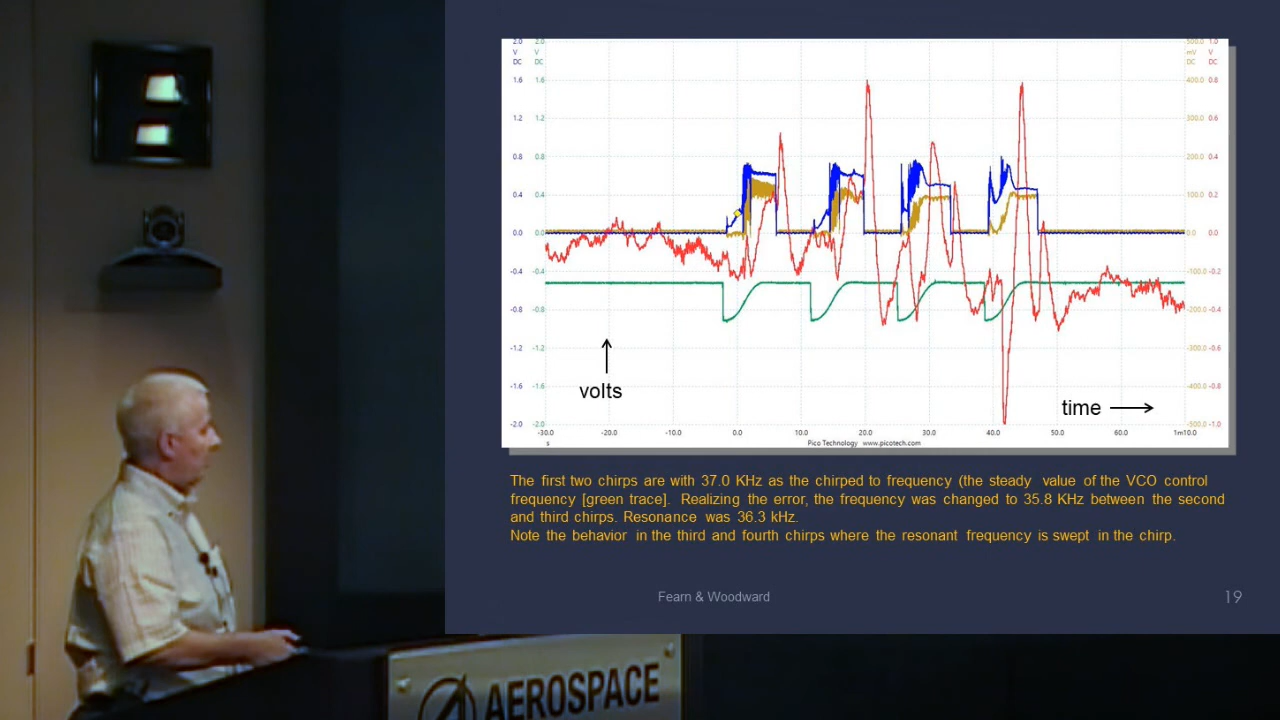 2.0 2.0 500.0 1.0
V V mV V
DC DC DC DC
1.6 1.6 400.0 0.8
1.2 1.2 300.0 0.6
0.8 0.8 200.0 0.4
0.4 0.4 100.0 0.2
0.0 0.0 0.0 0.0
-0.4 -0.4 -100.0 -0.2
-0.8 -0.8 -200.0 -0.4
-1.2 -1.2 -300.0 -0.6
volts
-1.6 -1.6 -400.0 -0.8
time
-2.0 -2.0 -500.0 -1.0
-30.0 -20.0 -10.0 0.0 10.0 20.0 30.0 40.0 50.0 60.0 1m10.0
s Pico Technology www.picotech.com
The first two chirps are with 37.0 KHz as the chirped to frequency (the steady value of the VCO control
frequency [green trace]. Realizing the error, the frequency was changed to 35.8 KHz between the second
and third chirps. Resonance was 36.3 kHz.
Note the behavior in the third and fourth chirps where the resonant frequency is swept in the chirp.
Fearn & Woodward
19
AEROSPACE